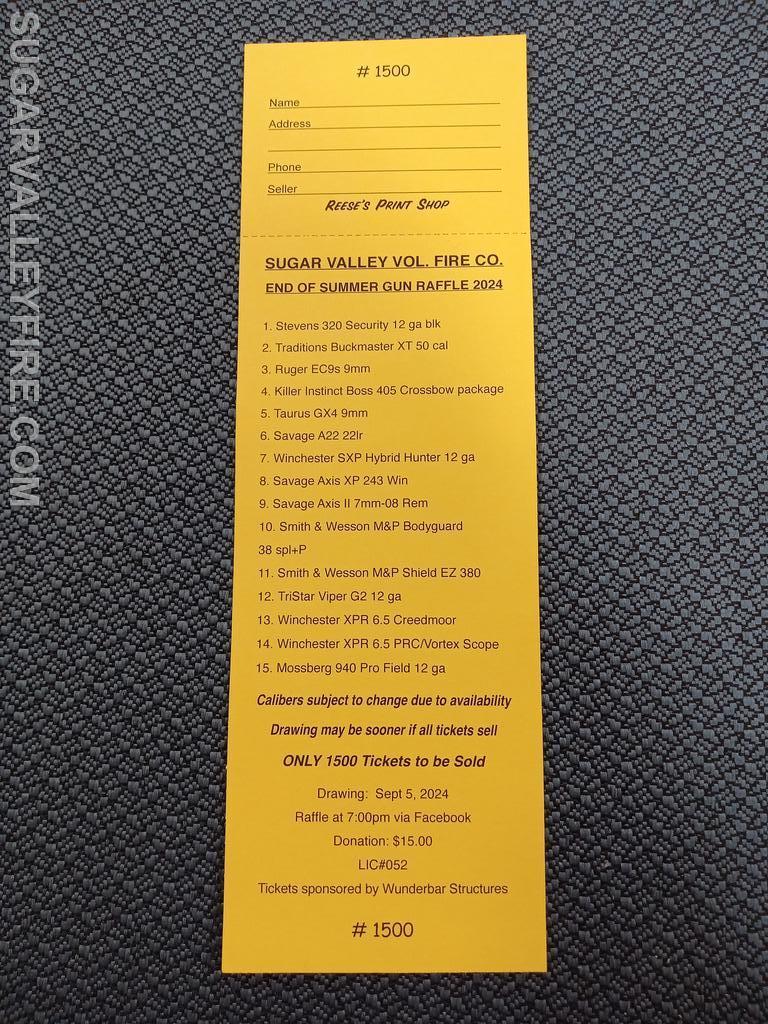 SUGARVALLEYFIRE.COM
# 1500
Name
Address
Phone
Seller
REESE'S PRINT SHOP
SUGAR VALLEY VOL. FIRE CO.
END OF SUMMER GUN RAFFLE 2024
1. Stevens 320 Security 12 ga blk
2. Traditions Buckmaster XT 50 cal
3. Ruger EC9s 9mm
4. Killer Instinct Boss 405 Crossbow package
5. Taurus GX4 9mm
6. Savage A22 22lr
7. Winchester SXP Hybrid Hunter 12 ga
8. Savage Axis XP 243 Win
9. Savage Axis II 7mm-08 Rem
10. Smith & Wesson M&P Bodyguard
38 spl+P
11. Smith & Wesson M&P Shield EZ 380
12. TriStar Viper G2 12 ga
13. Winchester XPR 6.5 Creedmoor
14. Winchester XPR 6.5 PRC/Vortex Scope
15. Mossberg 940 Pro Field 12 ga
Calibers subject to change due to availability
Drawing may be sooner if all tickets sell
ONLY 1500 Tickets to be Sold
Drawing: Sept 5, 2024
Raffle at 7:00pm via Facebook
Donation: $15.00
LIC#052
Tickets sponsored by Wunderbar Structures
# 1500